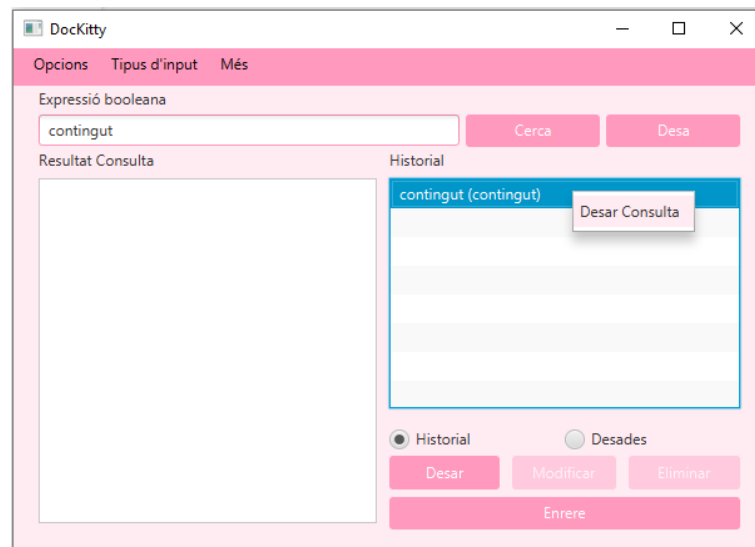 DocKitty
Opcions Tipus d'input Més
Expressió booleana
contingut Cerca Desa
Resultat Consulta Historial
contingut (contingut)
Desar Consulta
Historial Desades
Desar Modificar Eliminar
Enrere